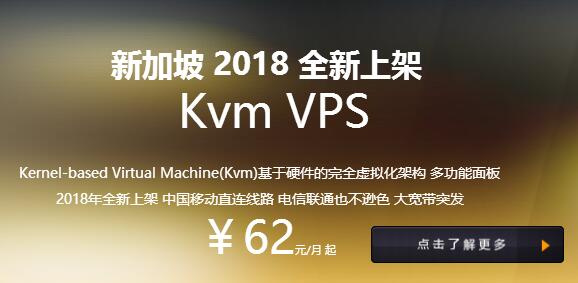 新加坡 2018 全新上架
Kvm VPS
Kernel-based Virtual Machine(Kvm)基于硬件的完全虚拟化架构 多功能面板
2018年全新上架 中国移动直连线路 电信联通也不逊色 大宽带突发
￥62元/月 起
点击了解更多